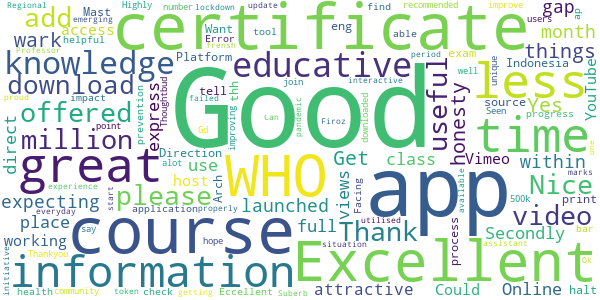 Regional emerging Mast number lockdown Highly recommended update improve
add certificate gap ap
helpful access Want eng tool find users
wark Error able emerging month
Professor Platform period
knowledge educative things
download tell join interactive exam Indonesia
proud impact Trensh Thoughtbud
offered express Good useful honesty less
prevention thh unique well source Yes YouTube
million improving pandemic Can Firoz downloaded Seen progress
direct point Direction Gd failed time one
great use Get class Vimeo within
please WHO app
expecting host Arch views Nice
experience launched Facing print marks
place start application full Thank video 500k
working everyday say properly utilised process Secondly bar
course attractive available
initiative Thankyou hope situation assistant Ok
information Excellent
health community token check getting Eccellent Suberb Could Online halt
alot